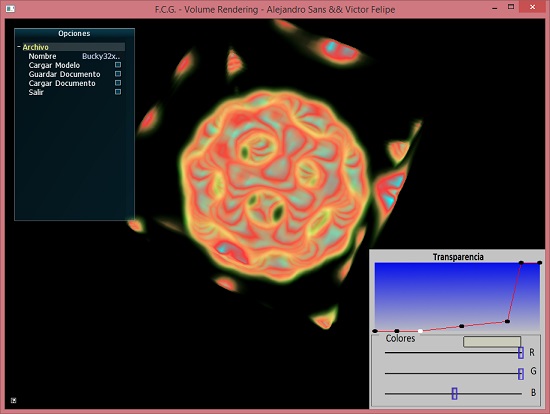 F.C.G. - Volume Rendering - Alejandro Sans && Victor Felipe
Opciones
Archivo
Nombre Bucky32x..
Cargar Modelo
Guardar Documento
Cargar Documento
Salir
Transparencia
Colores
R
G
B